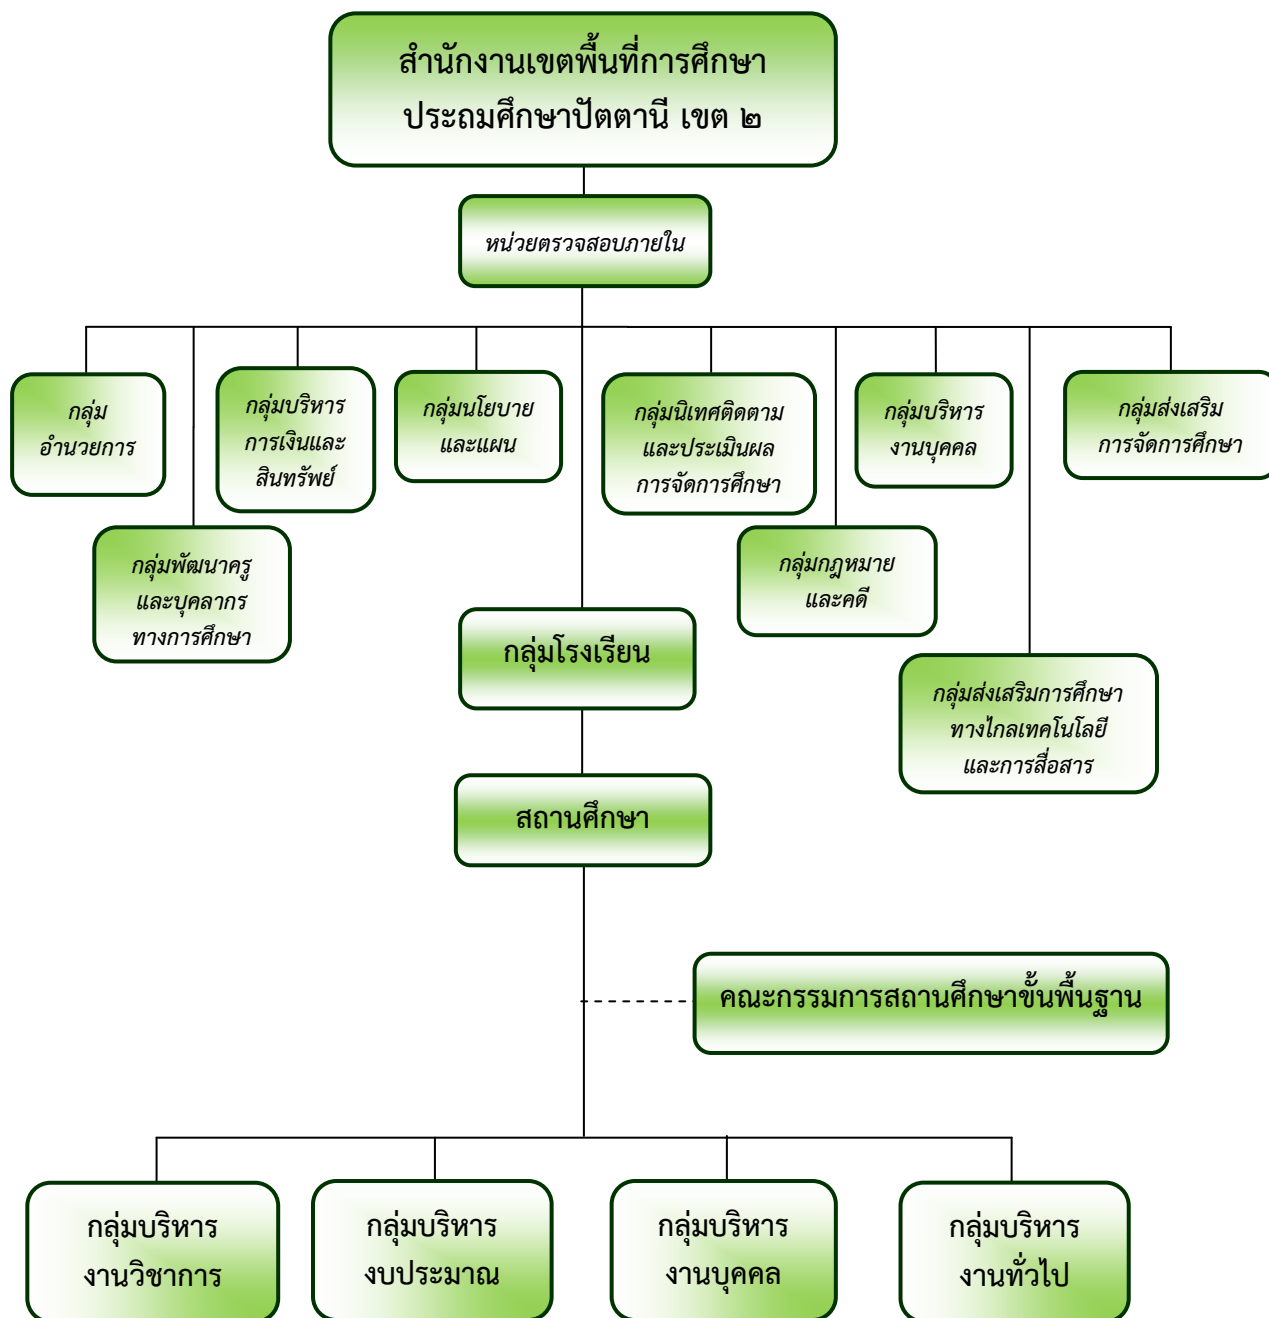 สำนักงานเขตพื้นที่การศึกษา
ประถมศึกษาปัตตานี เขต ๒
หน่วยตรวจสอบภายใน
กลุ่ม
อำนวยการ
กลุ่มบริหาร
การเงินและ
สินทรัพย์
กลุ่มนโยบาย
และแผน
กลุ่มนิเทศติดตาม
และประเมินผล
การจัดการศึกษา
กลุ่มบริหาร
งานบุคคล
กลุ่มส่งเสริม
การจัดการศึกษา
กลุ่มพัฒนาครู
และบุคลากร
ทางการศึกษา
กลุ่มกฎหมาย
และคดี
กลุ่มโรงเรียน
กลุ่มส่งเสริมการศึกษา
ทางไกลเทคโนโลยี
และการสื่อสาร
สถานศึกษา
คณะกรรมการสถานศึกษาขั้นพื้นฐาน
กลุ่มบริหาร
งานวิชาการ
กลุ่มบริหาร
งบประมาณ
กลุ่มบริหาร
งานบุคคล
กลุ่มบริหาร
งานทั่วไป